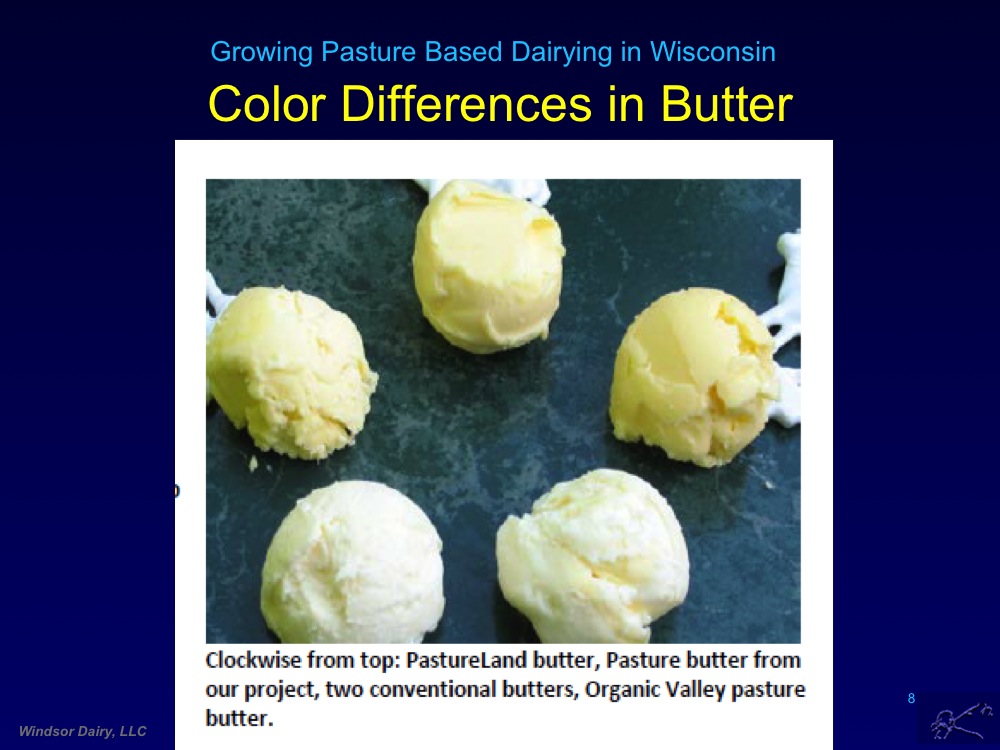 Growing Pasture Based Dairying in Wisconsin
Color Differences in Butter
Clockwise from top: PastureLand butter, Pasture butter from
our project, two conventional butters, Organic Valley pasture
butter.
8
Windsor Dairy, LLC